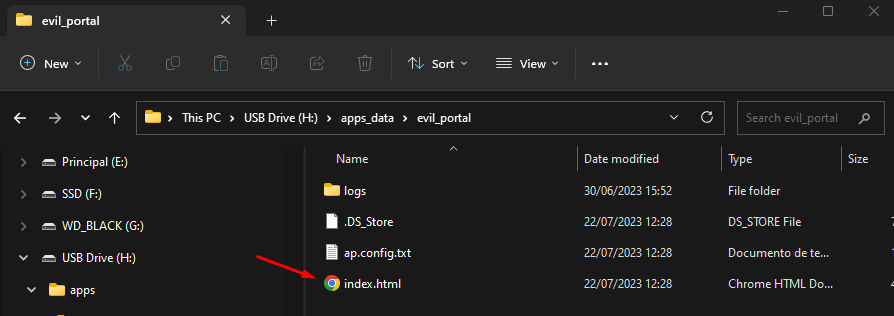 evil_portal
New Sort View
This PC USB Drive (H:) apps_data evil_portal Search evil_portal
Principal (E:)
SSD (F:)
WD_BLACK (G:)
USB Drive (H:)
apps
Name Date modified Type Size
logs 30/06/2023 15:52 File folder
.DS_Store 22/07/2023 12:28 DS_STORE File
ap.config.txt 22/07/2023 12:28 Documento de te...
index.html 22/07/2023 12:28 Chrome HTML Do...